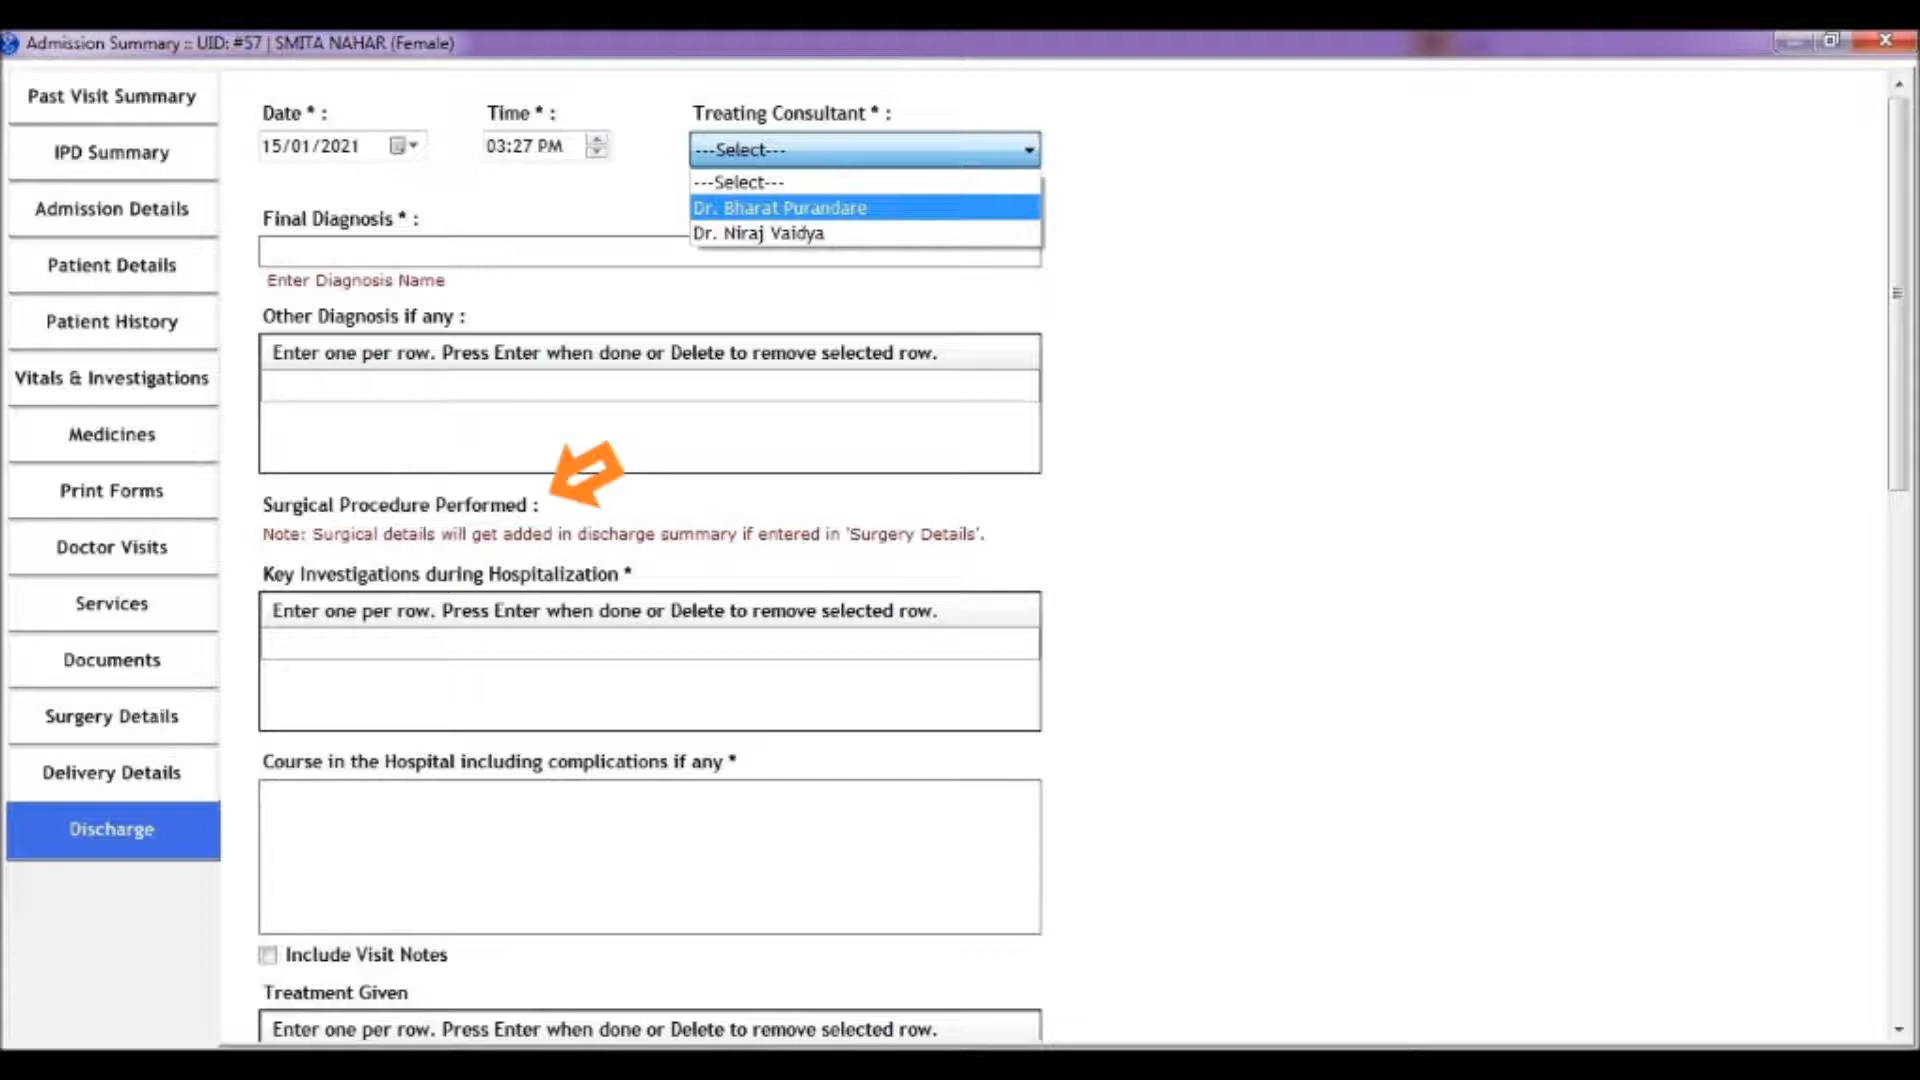 Admission Summary :: UID: #57 | SMITA NAHAR (Female)
Past Visit Summary
IPD Summary
Admission Details
Patient Details
Patient History
Vitals & Investigations
Medicines
Print Forms
Doctor Visits
Services
Documents
Surgery Details
Delivery Details
Discharge
Date * :
Time * :
Treating Consultant * :
15/01/2021
03:27 PM
---Select---
---Select---
Dr. Bharat Purandare
Dr. Niraj Vaidya
Final Diagnosis * :
Enter Diagnosis Name
Other Diagnosis if any :
Enter one per row. Press Enter when done or Delete to remove selected row.
Surgical Procedure Performed :
Note: Surgical details will get added in discharge summary if entered in 'Surgery Details'.
Key Investigations during Hospitalization *
Enter one per row. Press Enter when done or Delete to remove selected row.
Course in the Hospital including complications if any *
Include Visit Notes
Treatment Given
Enter one per row. Press Enter when done or Delete to remove selected row.